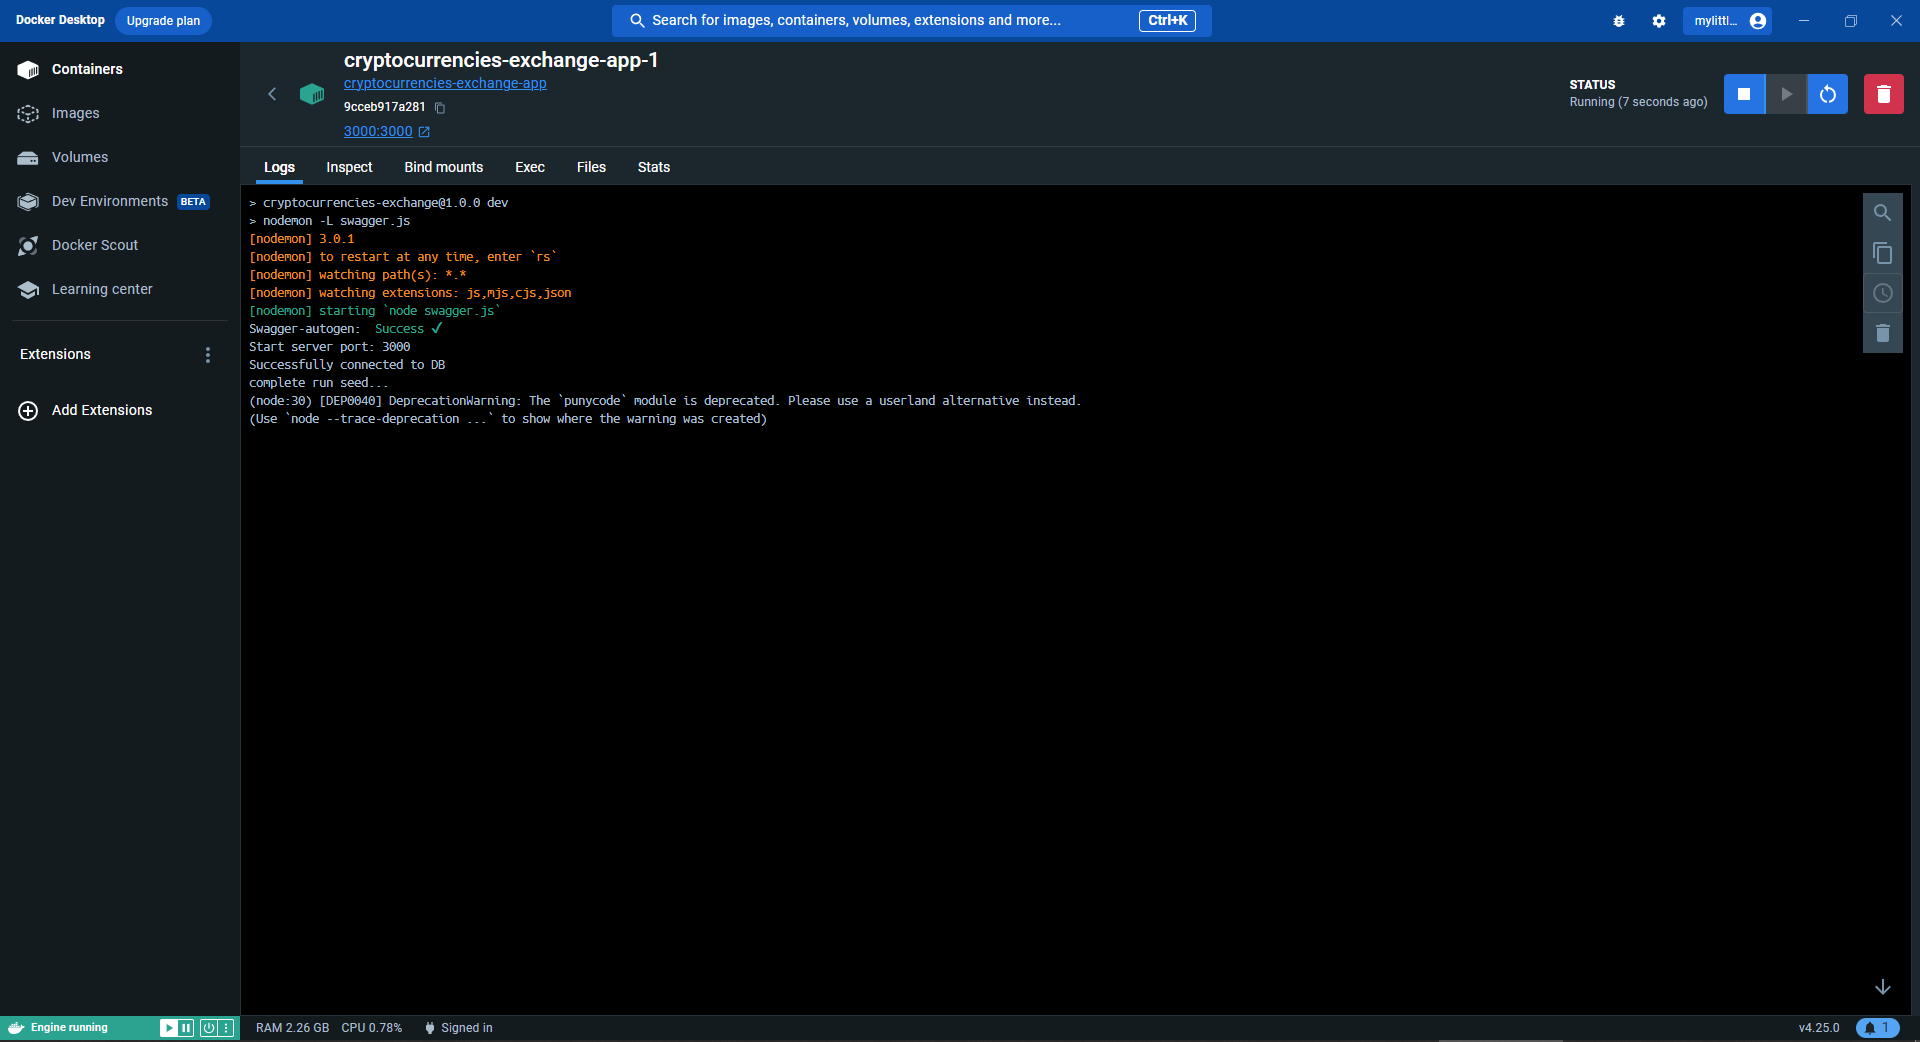 Docker Desktop
Upgrade plan
Search for images, containers, volumes, extensions and more...
Ctrl+K
mylittl...
Containers
Images
Volumes
Dev Environments BETA
Docker Scout
Learning center
Extensions
Add Extensions
cryptocurrencies-exchange-app-1
cryptocurrencies-exchange-app
9cceb917a281
3000:3000
STATUS
Running (7 seconds ago)
Logs Inspect Bind mounts Exec Files Stats
> cryptocurrencies-exchange@1.0.0 dev
> nodemon -L swagger.js
[nodemon] 3.0.1
[nodemon] to restart at any time, enter `rs`
[nodemon] watching path(s): *.*
[nodemon] watching extensions: js,mjs,cjs,json
[nodemon] starting `node swagger.js`
Swagger-autogen: Success ✔
Start server port: 3000
Successfully connected to DB
complete run seed...
(node:30) [DEP0040] DeprecationWarning: The `punycode` module is deprecated. Please use a userland alternative instead.
(Use `node --trace-deprecation ...` to show where the warning was created)
Engine running
RAM 2.26 GB CPU 0.78% Signed in
v4.25.0
1